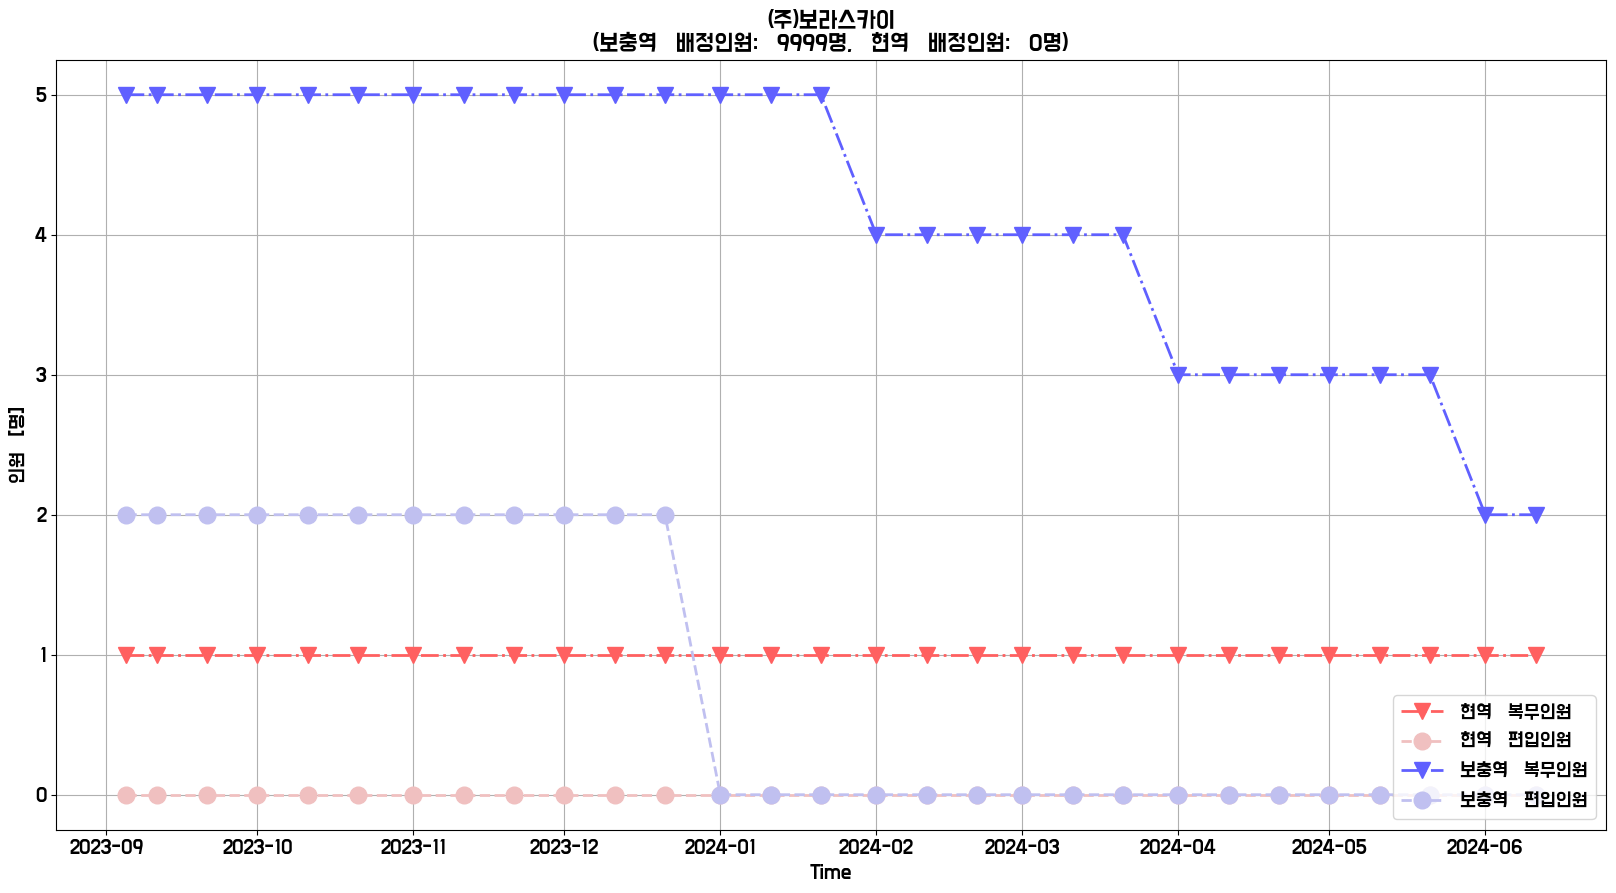 (주)보라스카이
(보충역 배정인원: 9999명, 현역 배정인원: 0명)
5
4
3
2
1
0
인원 [명]
현역 복무인원
현역 편입인원
보충역 복무인원
보충역 편입인원
2023-09 2023-10 2023-11 2023-12 2024-01 2024-02 2024-03 2024-04 2024-05 2024-06
Time